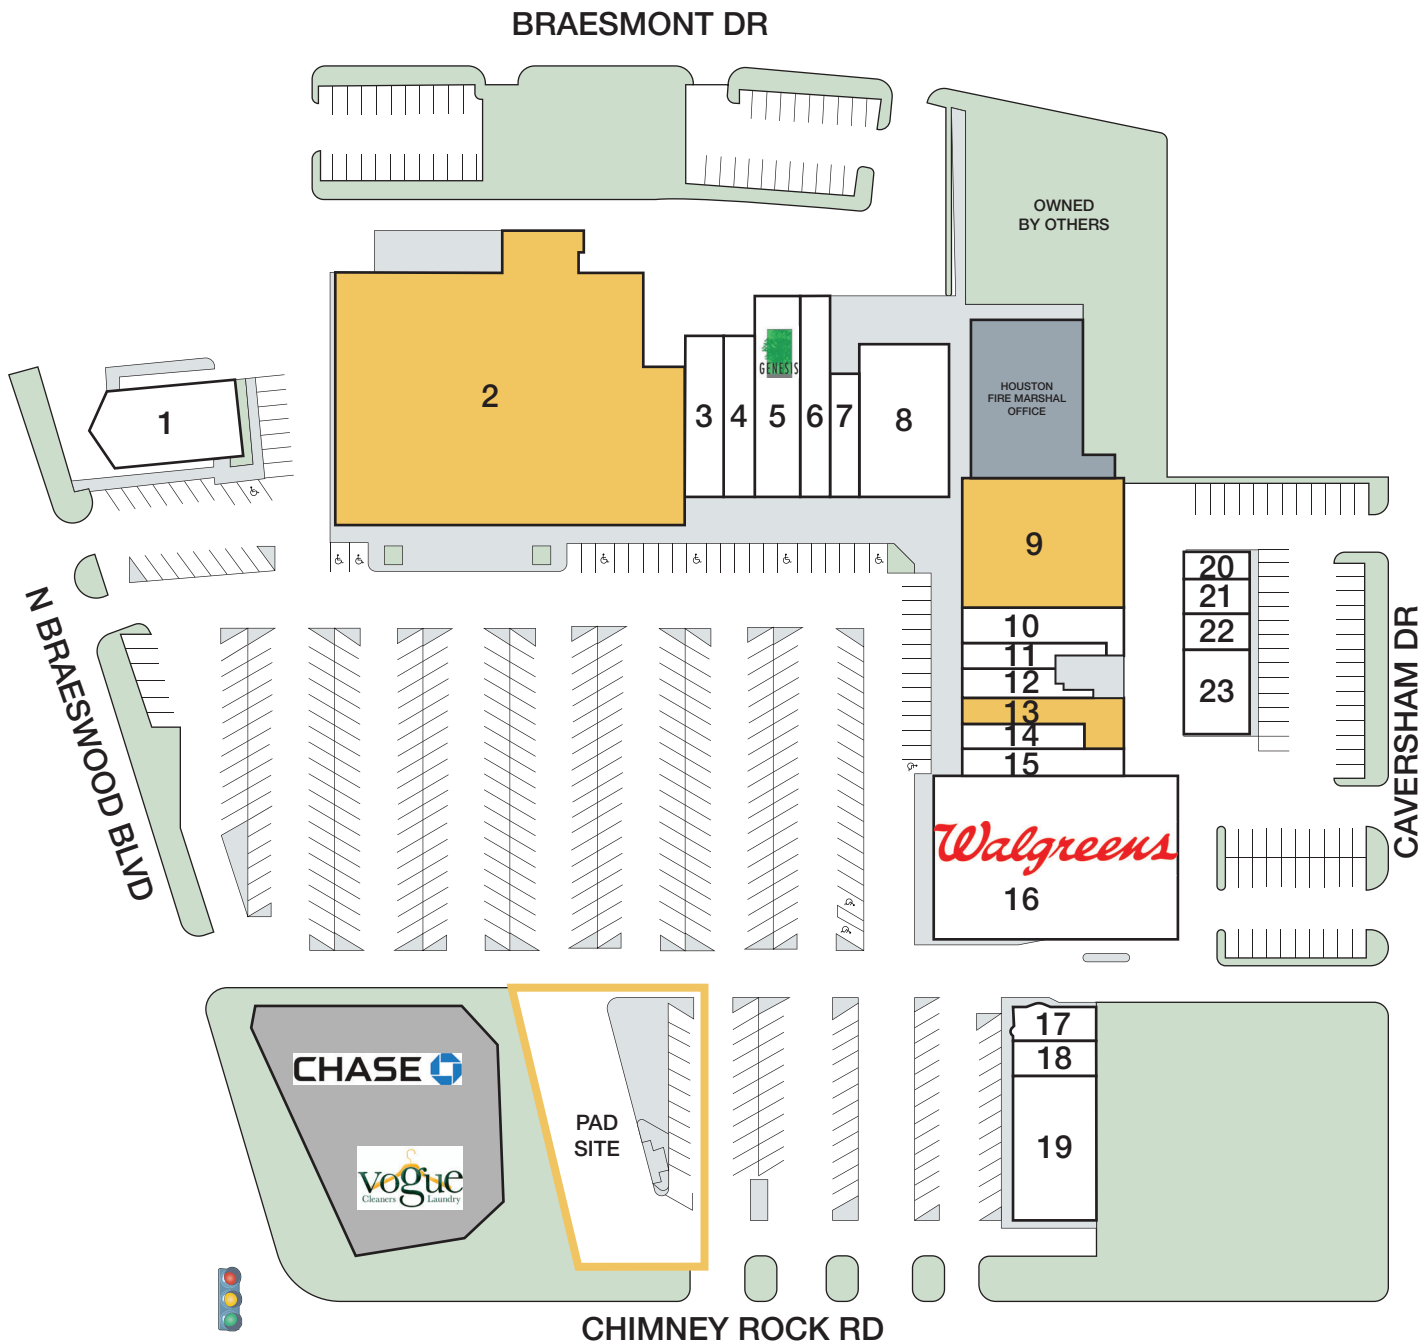 BRAESMONT DR
OWNED
BY OTHERS
HOUSTON
FIRE MARSHAL
OFFICE
GENESIS
1
2
3
4
5
6
7
8
9
10
11
12
13
14
15
Walgreens
16
20
21
22
23
N BRAESWOOD BLVD
CAVERSHAM DR
17
18
19
CHASE
vogue
Cleaners Laundry
PAD
SITE
CHIMNEY ROCK RD